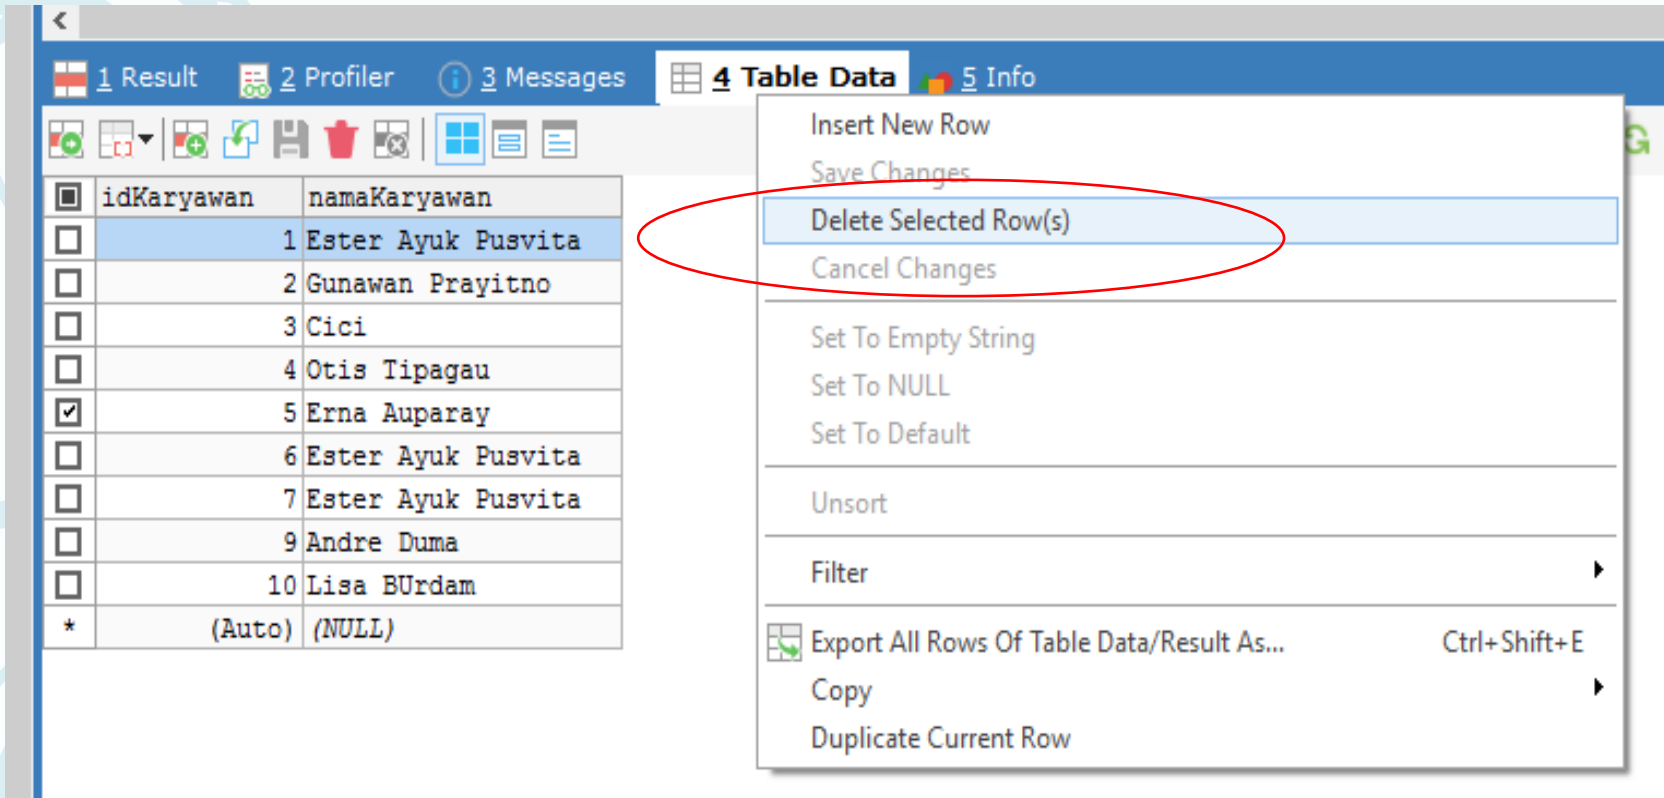 1 Result 2 Profiler 3 Messages 4 Table Data 5 Info
idKaryawan namaKaryawan
1 Ester Ayuk Pusvita
2 Gunawan Prayitno
3 Cici
4 Otis Tipagau
5 Erna Auparay
6 Ester Ayuk Pusvita
7 Ester Ayuk Pusvita
9 Andre Duma
10 Lisa BUrdam
* (Auto) (NULL)
Insert New Row
Save Changes
Delete Selected Row(s)
Cancel Changes
Set To Empty String
Set To NULL
Set To Default
Unsort
Filter
Export All Rows Of Table Data/Result As... Ctrl+Shift+E
Copy
Duplicate Current Row